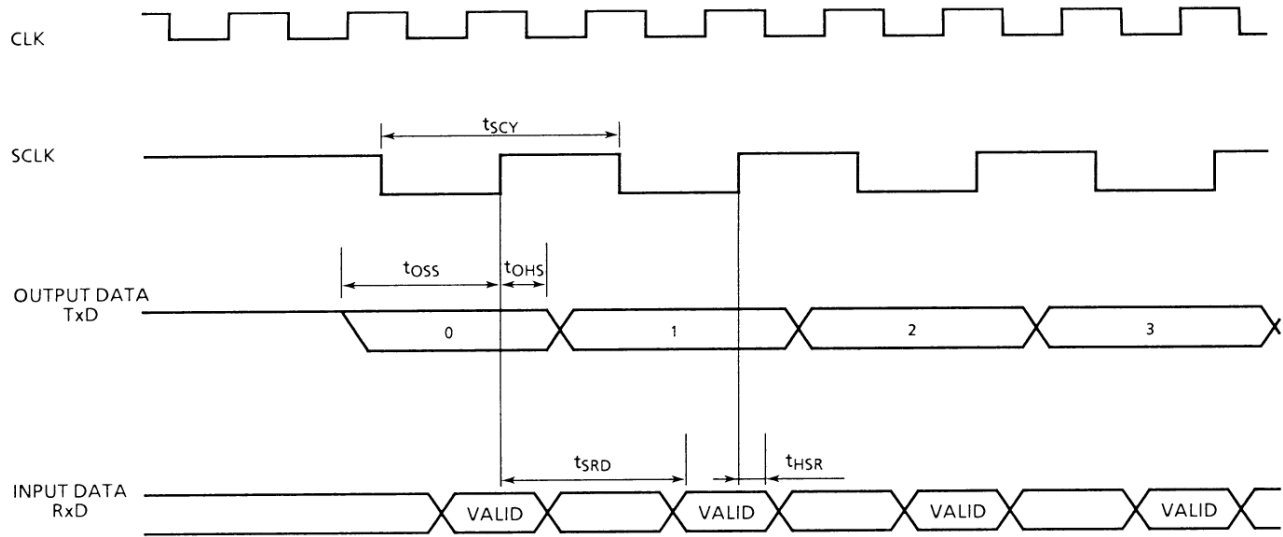 CLK
tSCY
SCLK
tOSS
tOHS
OUTPUT DATA
TxD
0
1
2
3
tSRD
tHSR
INPUT DATA
RxD
VALID
VALID
VALID
VALID